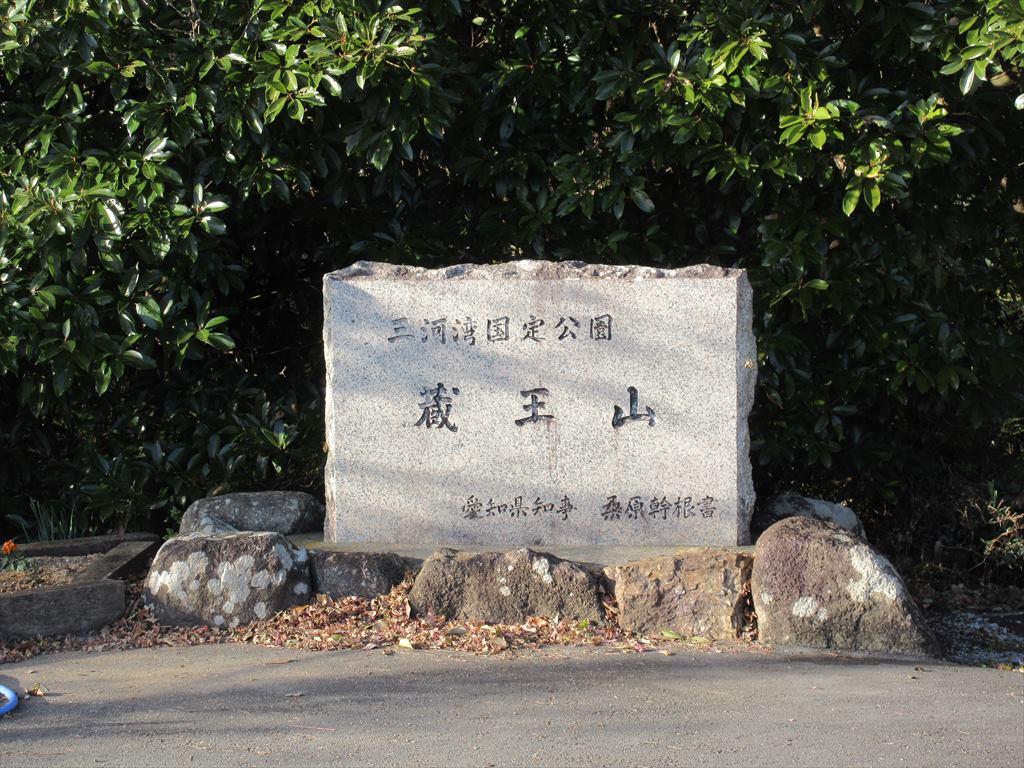 三河湾国定公園
蔵王山
愛知県知事 桑原幹根書